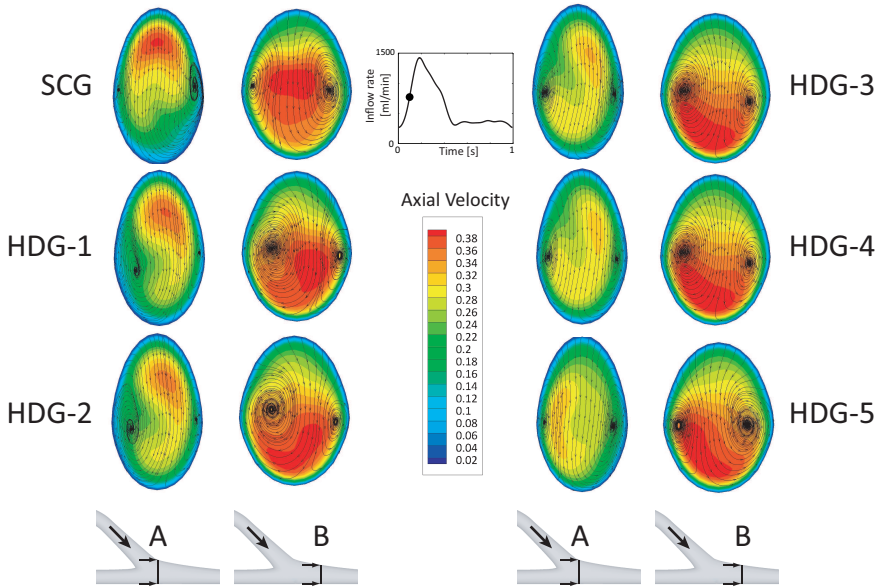 SCG
HDG-1
HDG-2
1500
Inflow rate
[ml/min]
0
0
Time [s]
1
Axial Velocity
0.38
0.36
0.34
0.32
0.3
0.28
0.26
0.24
0.22
0.2
0.18
0.16
0.14
0.12
0.1
0.08
0.06
0.04
0.02
HDG-3
HDG-4
HDG-5
A
B
A
B